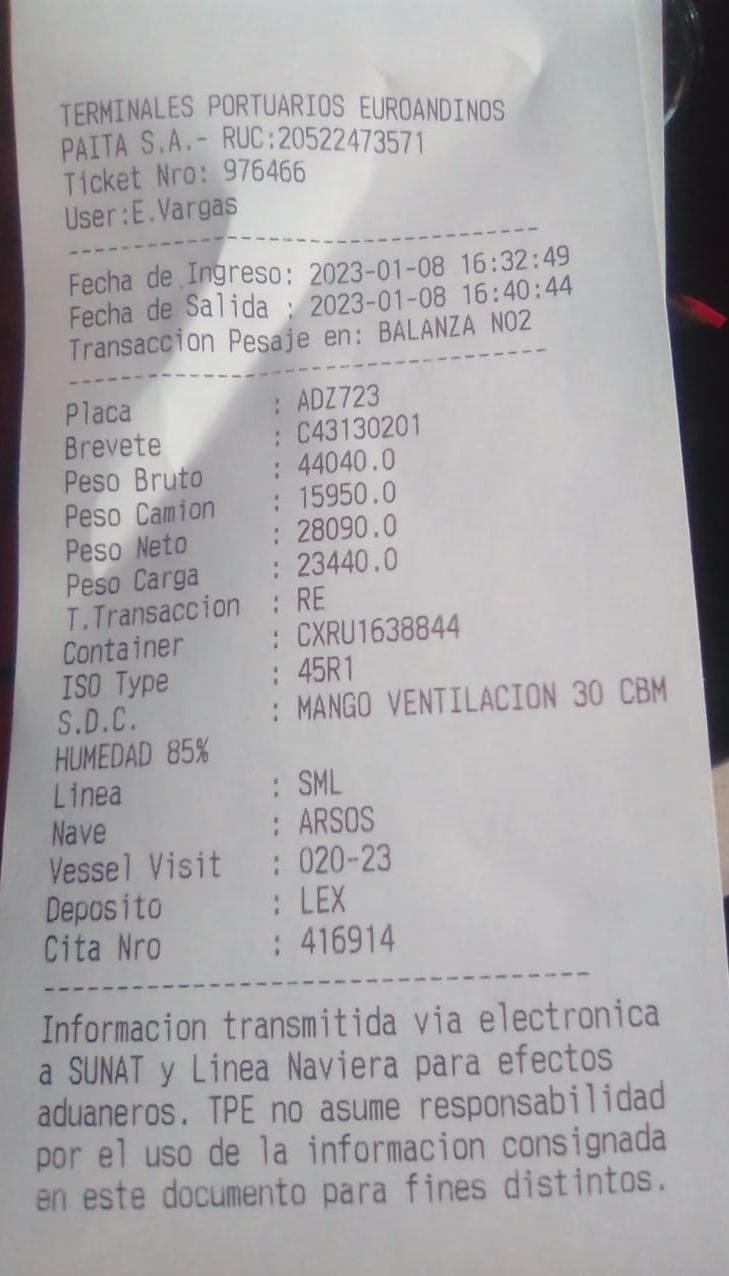 TERMINALES PORTUARIOS EUROANDINOS
PAITA S.A.- RUC:20522473571
Ticket Nro: 976466
User:E.Vargas
--------------------------------
Fecha de Ingreso: 2023-01-08 16:32:49
Fecha de Salida : 2023-01-08 16:40:44
Transaccion Pesaje en: BALANZA NO2
--------------------------------
Placa : ADZ723
Brevete : C43130201
Peso Bruto : 44040.0
Peso Camion : 15950.0
Peso Neto : 28090.0
Peso Carga : 23440.0
T.Transaccion : RE
Container : CXRU1638844
ISO Type : 45R1
S.D.C. : MANGO VENTILACION 30 CBM
HUMEDAD 85%
Linea : SML
Nave : ARSOS
Vessel Visit : 020-23
Deposito : LEX
Cita Nro : 416914
--------------------------------
Informacion transmitida via electronica
a SUNAT y Linea Naviera para efectos
aduaneros. TPE no asume responsabilidad
por el uso de la informacion consignada
en este documento para fines distintos.